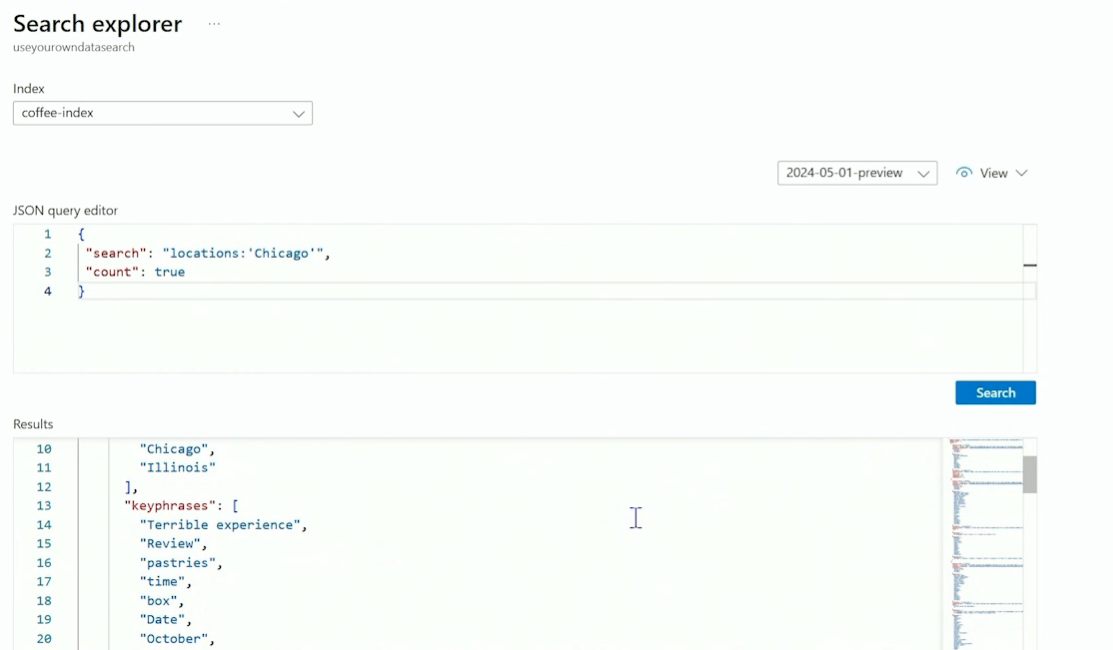 Search explorer ...
useyourowndatasearch
Index
coffee-index
2024-05-01-preview View
JSON query editor
1 {
2 "search": "locations:'Chicago'",
3 "count": true
4 }
Search
Results
10 "Chicago",
11 "Illinois"
12 ],
13 "keyphrases": [
14 "Terrible experience",
15 "Review",
16 "pastries",
17 "time",
18 "box",
19 "Date",
20 "October",